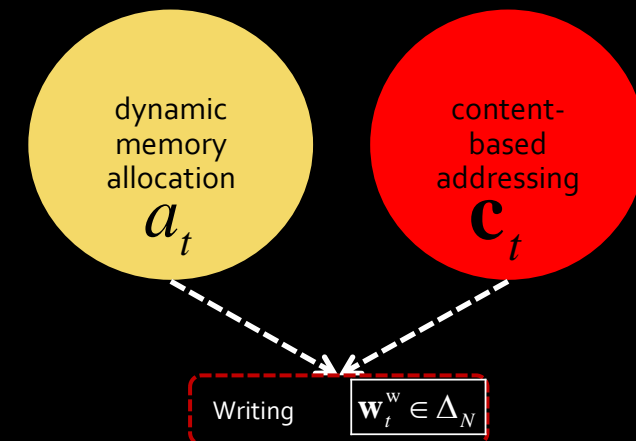 dynamic
memory
allocation
a_t
content-
based
addressing
c_t
Writing w_t^w ∈ Δ_N